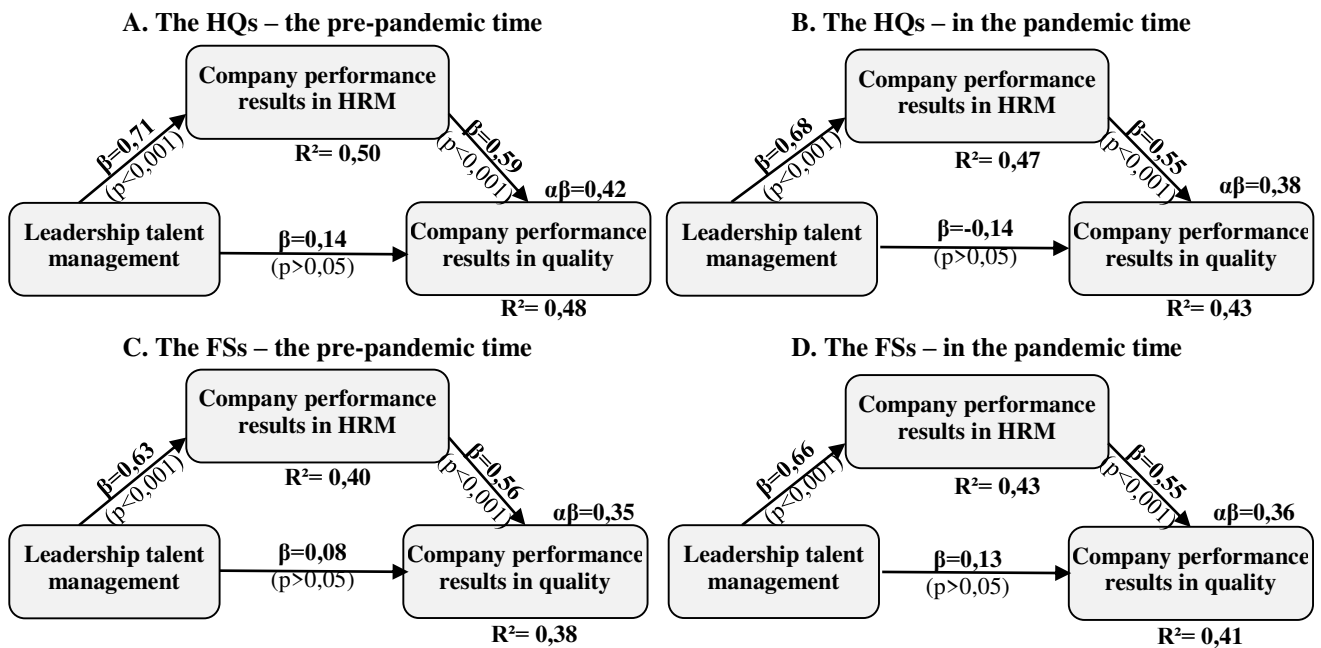 A. The HQs – the pre-pandemic time
Company performance
results in HRM
R²= 0,50
β=0,71
(p<0,001)
β=0,59
(p<0,001)
αβ=0,42
Leadership talent
management
β=0,14
(p>0,05)
Company performance
results in quality
R²= 0,48
B. The HQs – in the pandemic time
Company performance
results in HRM
R²= 0,47
β=0,68
(p<0,001)
β=0,55
(p<0,001)
αβ=0,38
Leadership talent
management
β=-0,14
(p>0,05)
Company performance
results in quality
R²= 0,43
C. The FSs – the pre-pandemic time
Company performance
results in HRM
R²= 0,40
β=0,63
(p<0,001)
β=0,56
(p<0,001)
αβ=0,35
Leadership talent
management
β=0,08
(p>0,05)
Company performance
results in quality
R²= 0,38
D. The FSs – in the pandemic time
Company performance
results in HRM
R²= 0,43
β=0,66
(p<0,001)
β=0,55
(p<0,001)
αβ=0,36
Leadership talent
management
β=0,13
(p>0,05)
Company performance
results in quality
R²= 0,41